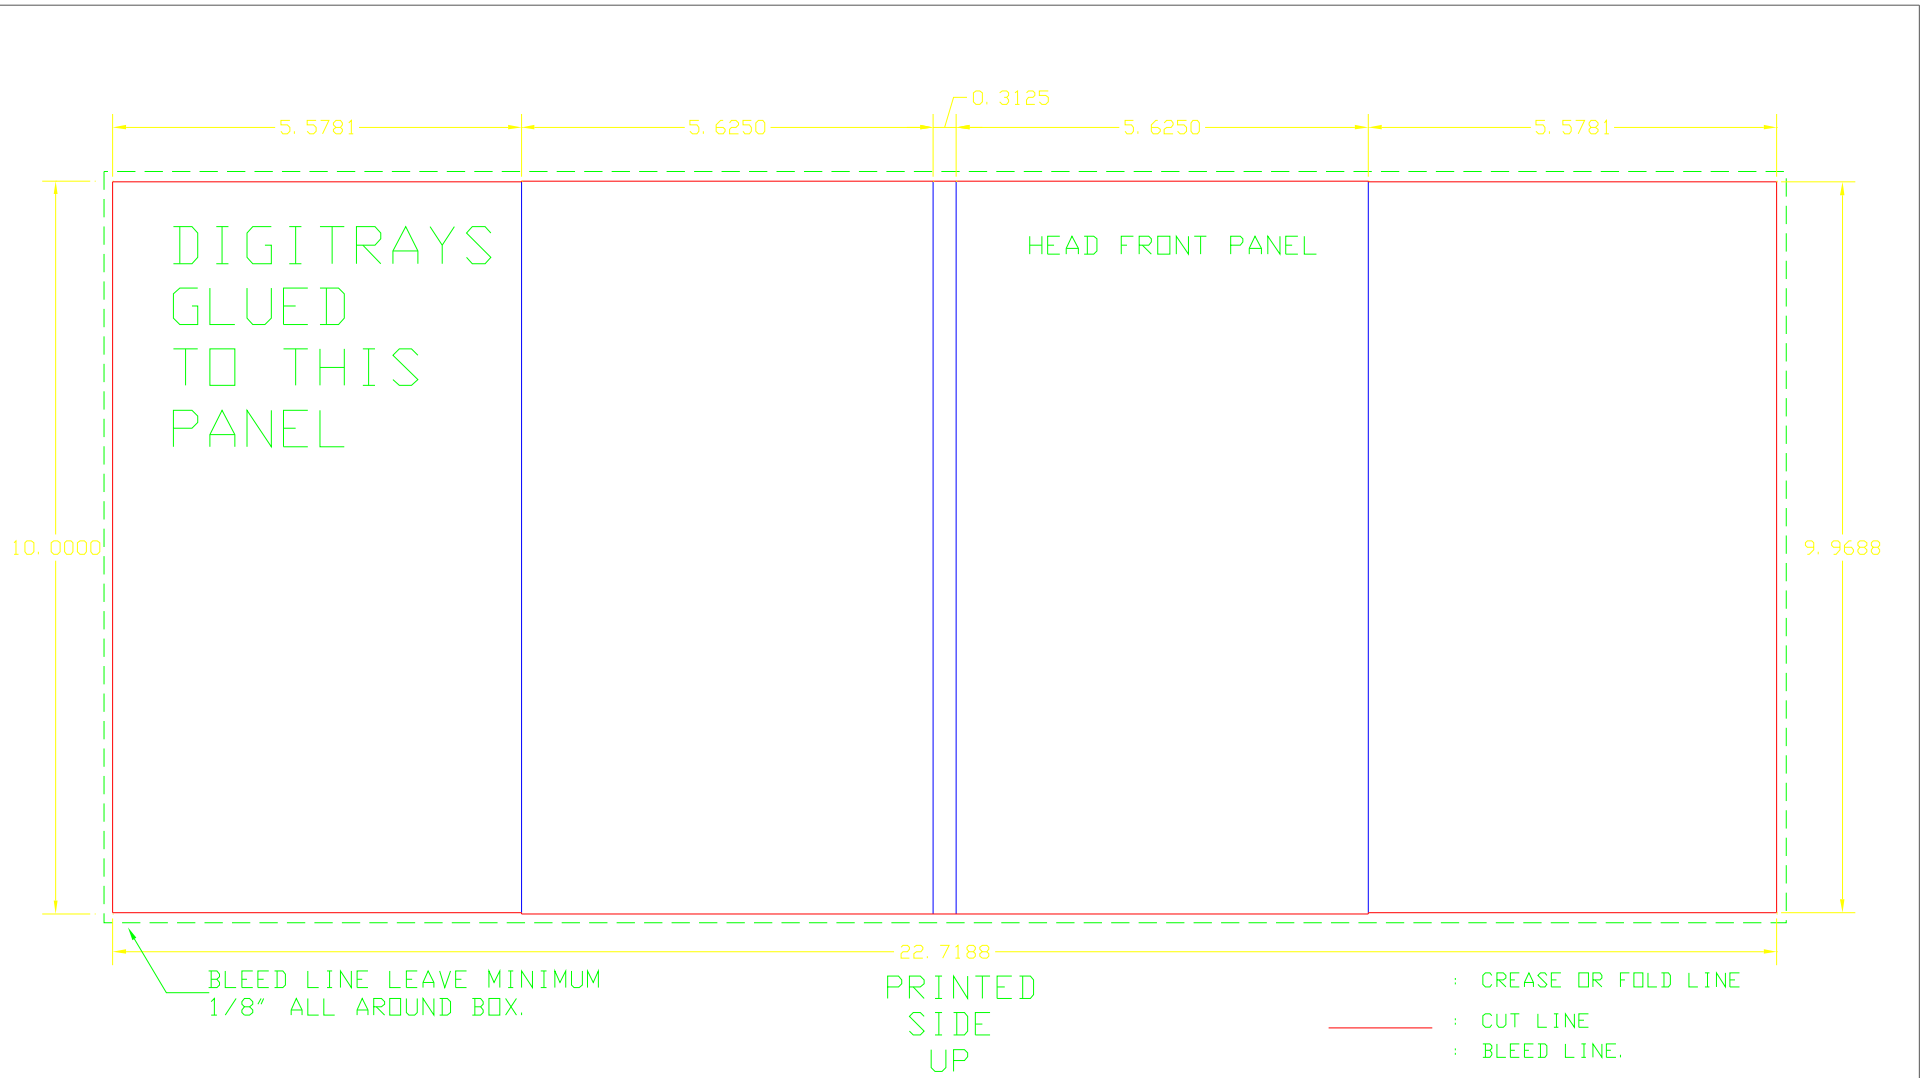 0.3125
5.5781
5.6250
5.6250
5.5781
DIGITRAYS
GLUED
TO THIS
PANEL
HEAD FRONT PANEL
10.0000
9.9688
22.7188
BLEED LINE LEAVE MINIMUM
1/8" ALL AROUND BOX.
PRINTED
SIDE
UP
: CREASE OR FOLD LINE
: CUT LINE
: BLEED LINE.